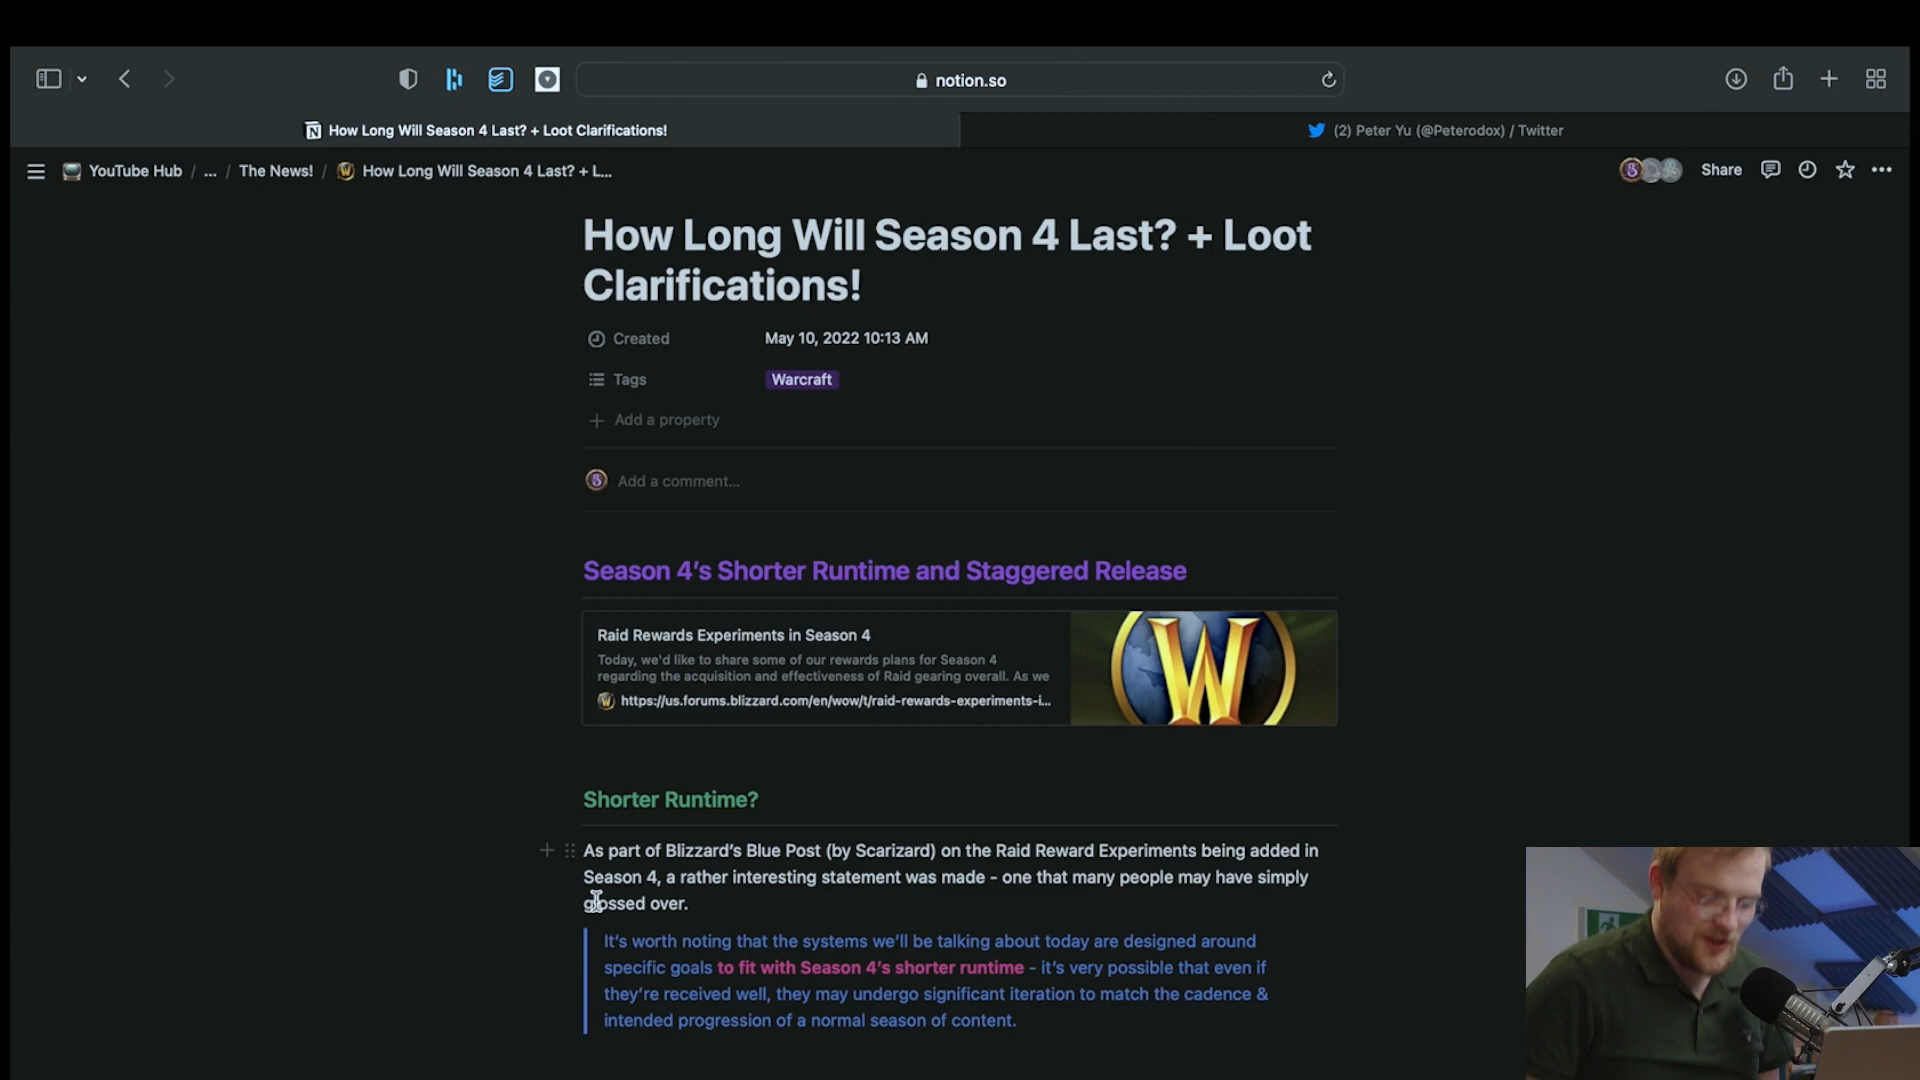 notion.so
How Long Will Season 4 Last? + Loot Clarifications!
(2) Peter Yu (@Peterodox) / Twitter
YouTube Hub / ... / The News! / How Long Will Season 4 Last? + L...
Share
How Long Will Season 4 Last? + Loot
Clarifications!
Created May 10, 2022 10:13 AM
Tags Warcraft
Add a property
Add a comment...
Season 4's Shorter Runtime and Staggered Release
Raid Rewards Experiments in Season 4
Today, we'd like to share some of our rewards plans for Season 4
regarding the acquisition and effectiveness of Raid gearing overall. As we
https://us.forums.blizzard.com/en/wow/t/raid-rewards-experiments-i...
W
Shorter Runtime?
As part of Blizzard's Blue Post (by Scarizard) on the Raid Reward Experiments being added in
Season 4, a rather interesting statement was made - one that many people may have simply
glossed over.
It's worth noting that the systems we'll be talking about today are designed around
specific goals to fit with Season 4's shorter runtime - it's very possible that even if
they're received well, they may undergo significant iteration to match the cadence &
intended progression of a normal season of content.